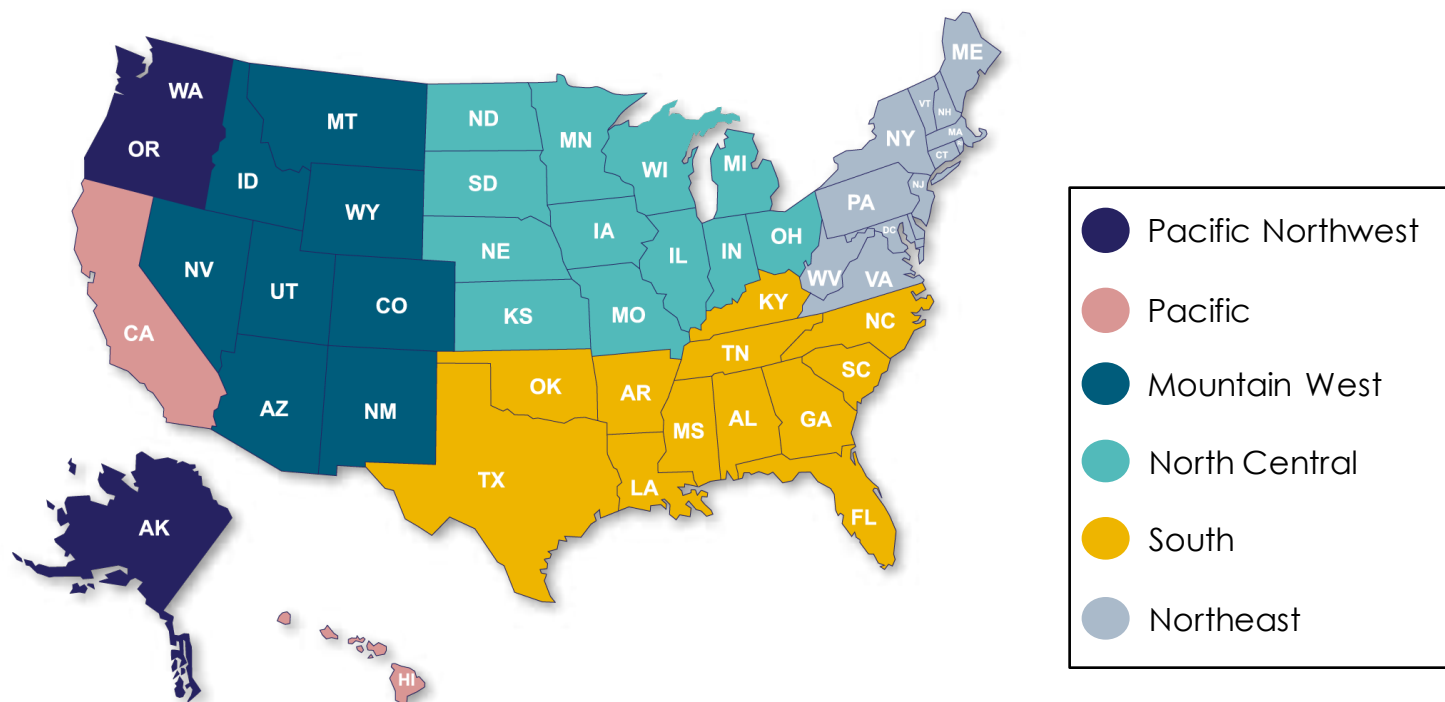 ME
WA
VT
NH
ND
MT
MN
NY
MA
OR
CT
WI
MI
ID
SD
NJ
PA
WY
IA
OH
DC
NE
IL
IN
NV
WV
VA
UT
CO
KY
KS
MO
NC
CA
TN
SC
OK
AR
AZ
NM
MS
AL
GA
TX
LA
FL
AK
HI
Pacific Northwest
Pacific
Mountain West
North Central
South
Northeast